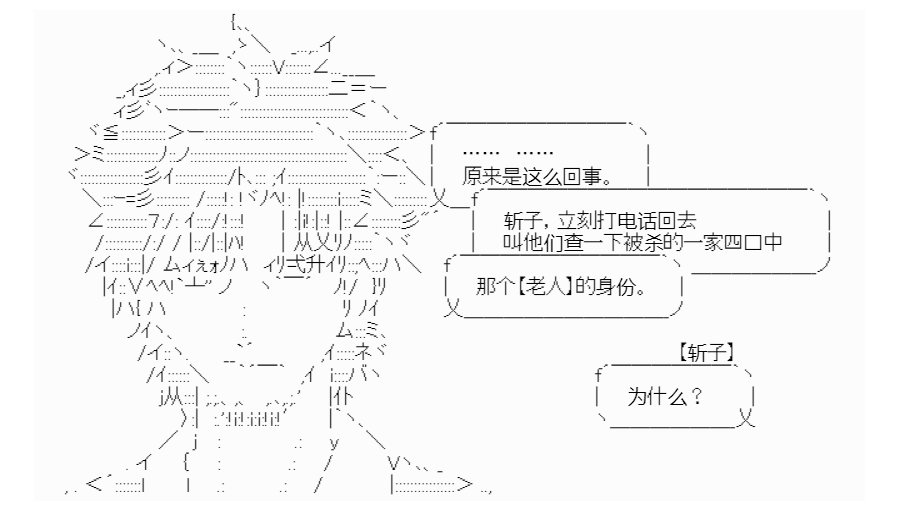 …… ……
原来是这么回事。
斩子，立刻打电话回去
叫他们查一下被杀的一家四口中
那个【老人】的身份。
【斩子】
为什么？